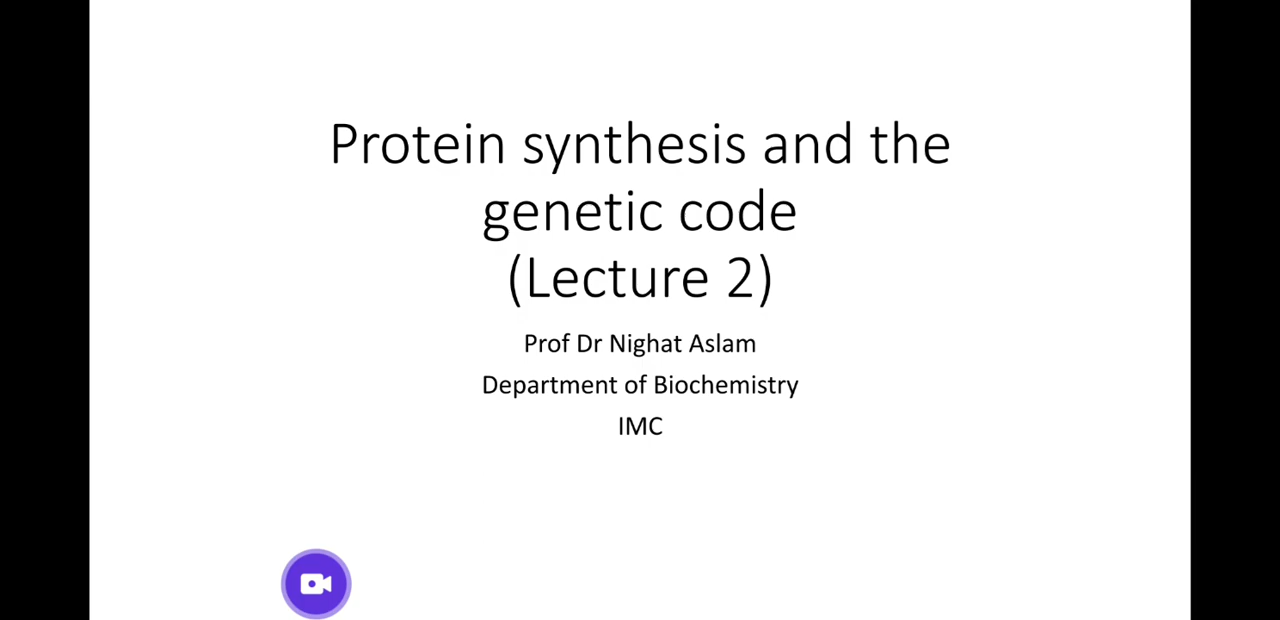 Protein synthesis and the
genetic code
(Lecture 2)
Prof Dr Nighat Aslam
Department of Biochemistry
IMC